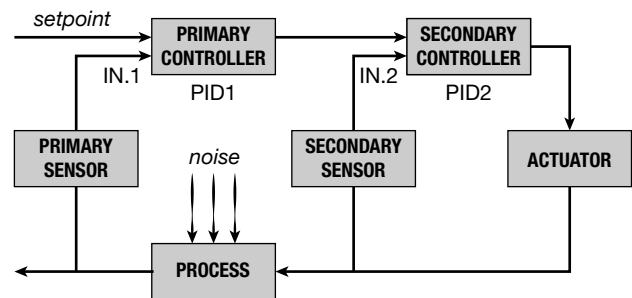 setpoint
PRIMARY
CONTROLLER
SECONDARY
CONTROLLER
IN.1
PID1
IN.2
PID2
PRIMARY
SENSOR
noise
SECONDARY
SENSOR
ACTUATOR
PROCESS